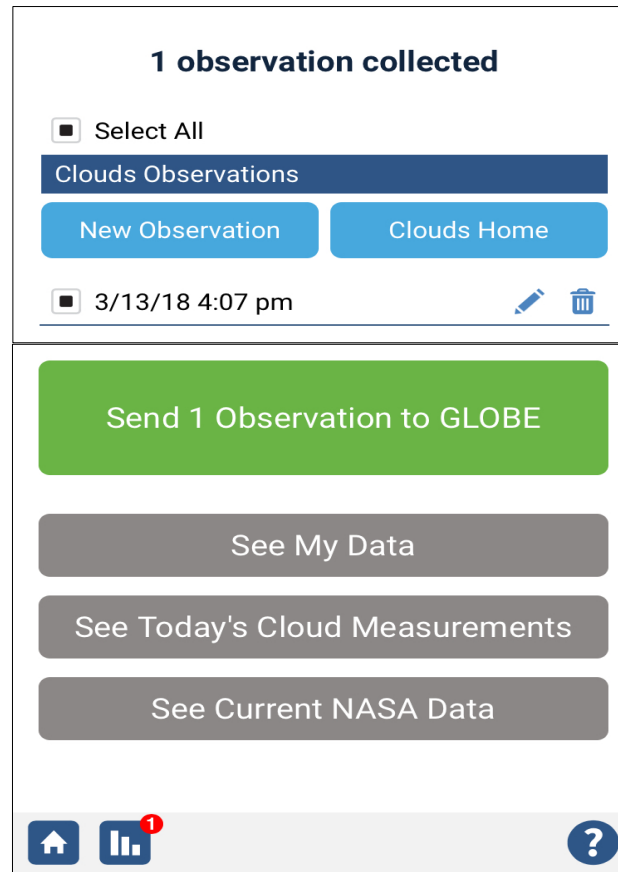 1 observation collected
Select All
Clouds Observations
New Observation
Clouds Home
3/13/18 4:07 pm
Send 1 Observation to GLOBE
See My Data
See Today's Cloud Measurements
See Current NASA Data
1
?